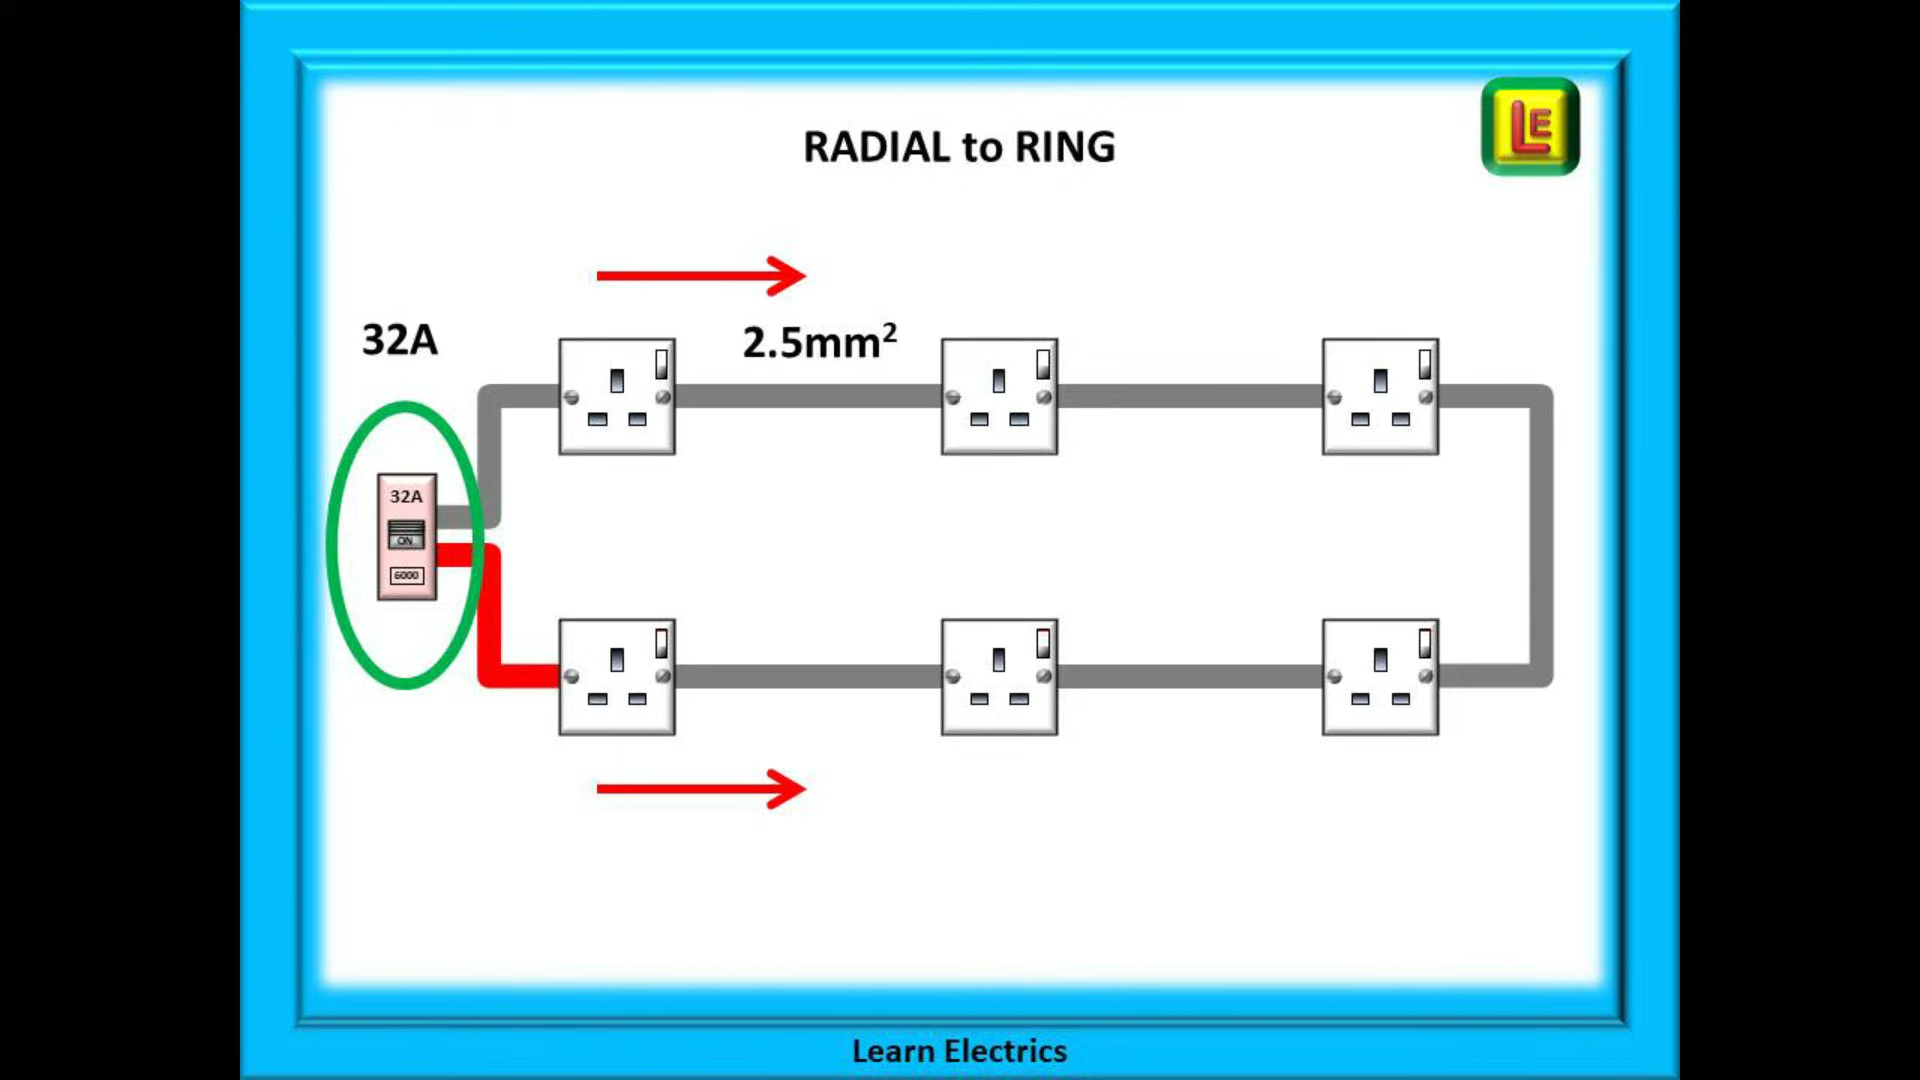 RADIAL to RING
LE
32A
2.5mm²
32A
ON
6000
Learn Electrics